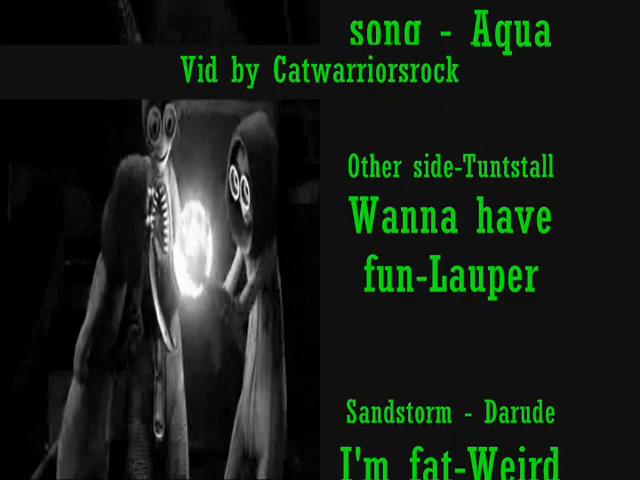 song - Aqua
Vid by Catwarriorsrock
Other side-Tuntstall
Wanna have
fun-Lauper
Sandstorm - Darude
I'm fat-Weird